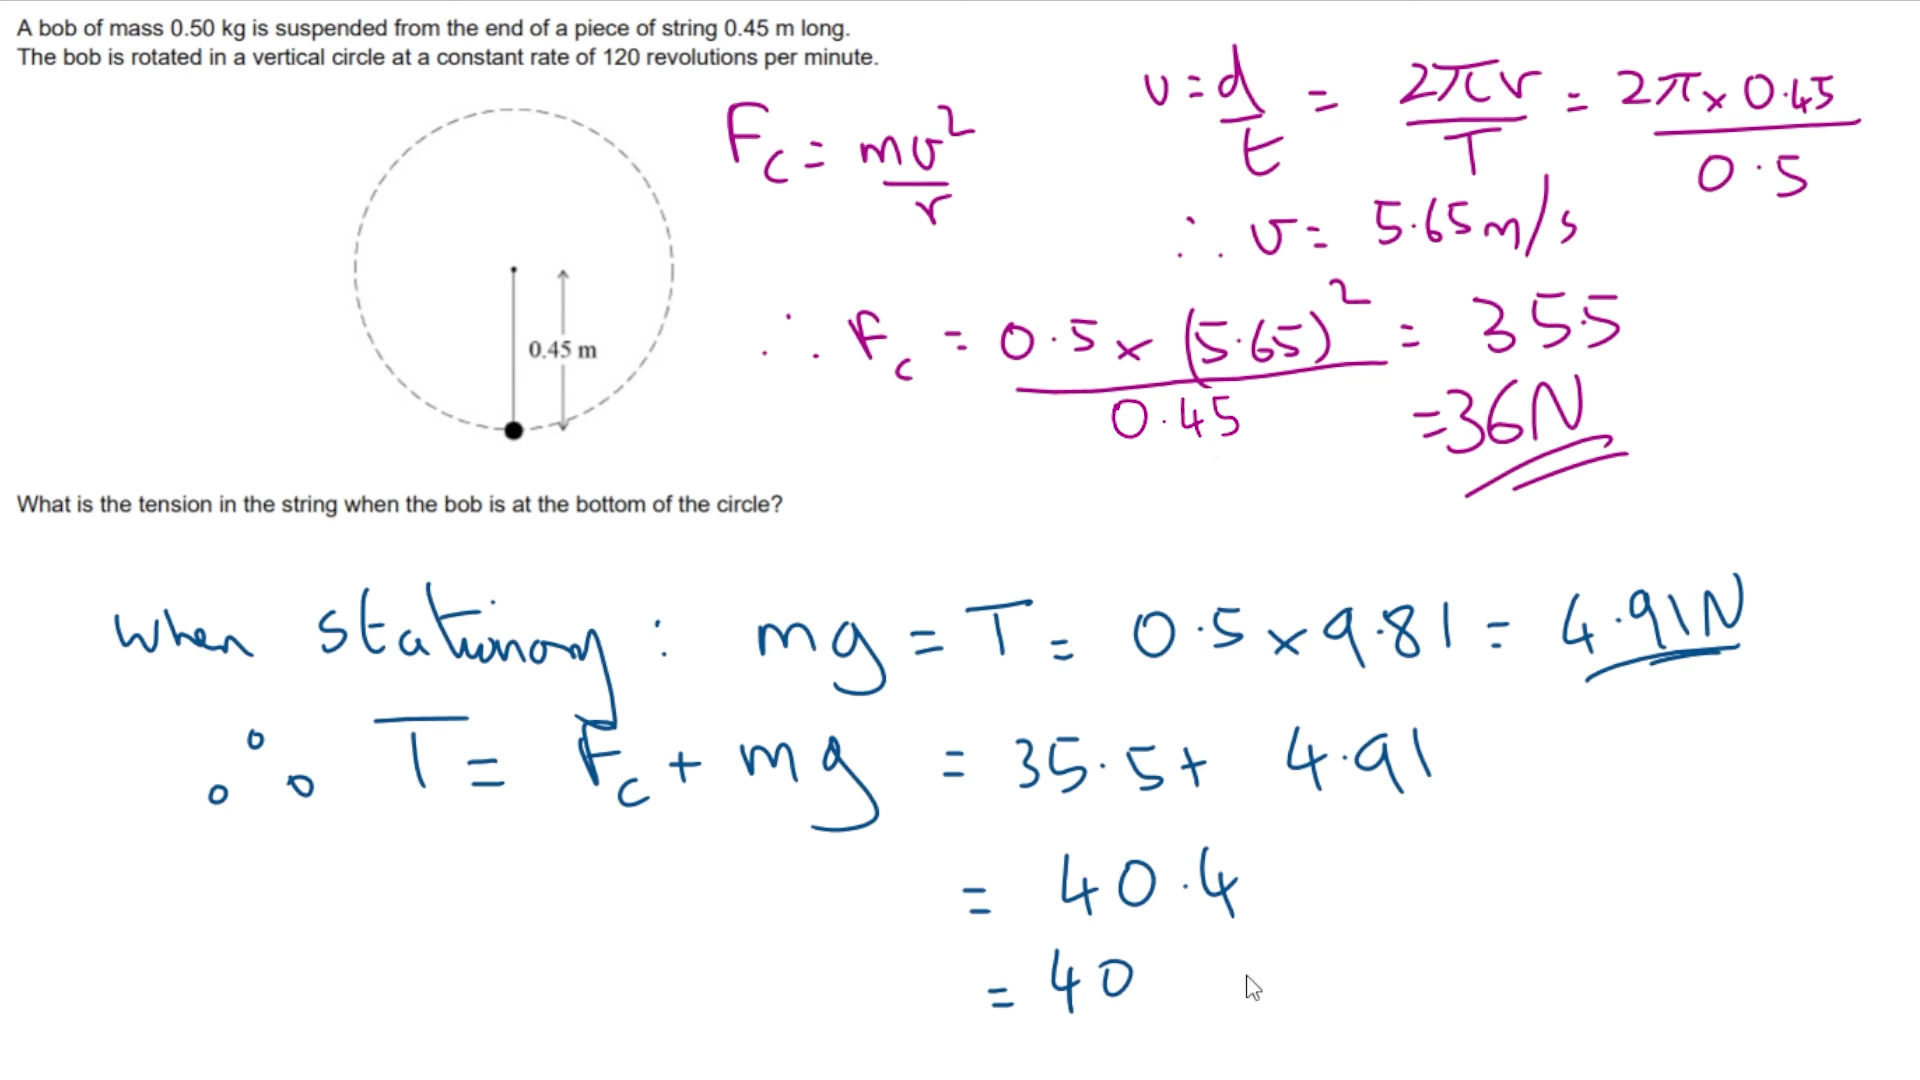 A bob of mass 0.50 kg is suspended from the end of a piece of string 0.45 m long.
The bob is rotated in a vertical circle at a constant rate of 120 revolutions per minute.
v = d/t = 2πr/T = 2π × 0.45/0.5
Fc = mv²/r
∴ v = 5.65 m/s
∴ Fc = 0.5 × (5.65)²/0.45 = 35.5
= 36N
0.45 m
What is the tension in the string when the bob is at the bottom of the circle?
When stationary : mg = T = 0.5 × 9.81 = 4.91N
∴ T = Fc + mg = 35.5 + 4.91
= 40.4
= 40